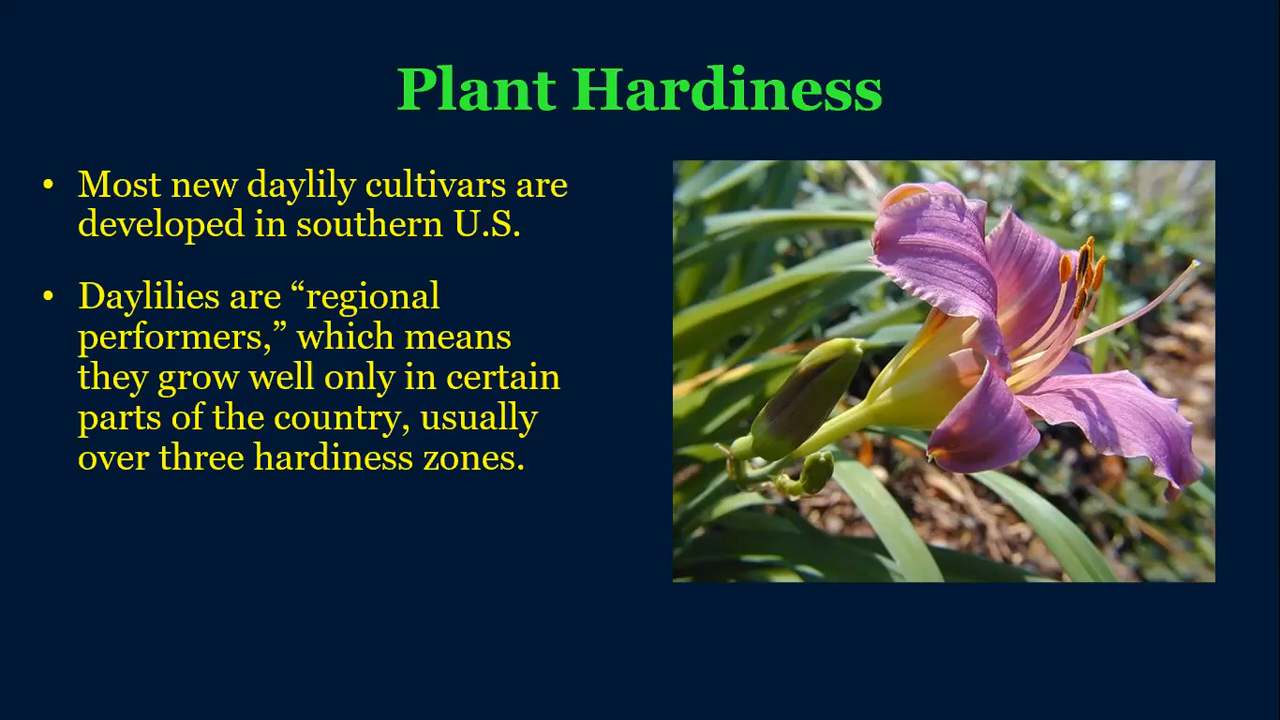 Plant Hardiness
• Most new daylily cultivars are
developed in southern U.S.
• Daylilies are “regional
performers,” which means
they grow well only in certain
parts of the country, usually
over three hardiness zones.